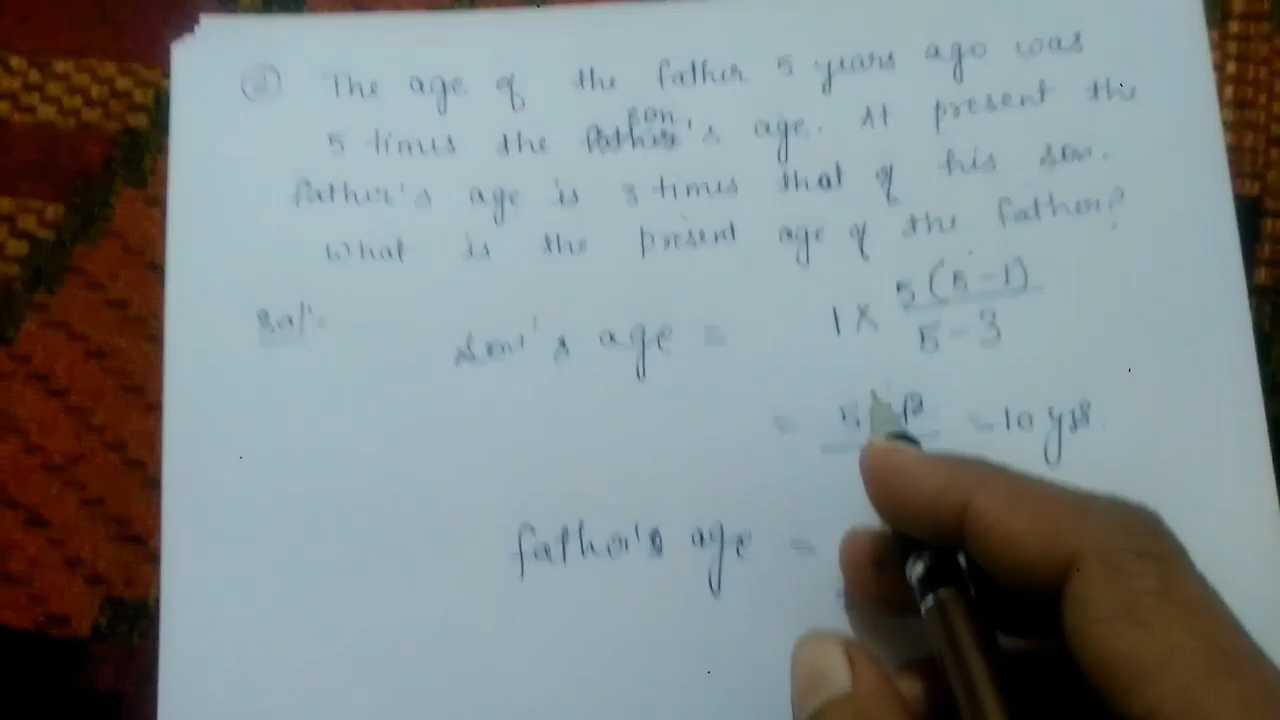 2 The age of the father 5 years ago was
son
5 times the father's age. At present the
father's age is 3 times that of his son.
What is the present age of the father?
Sol:- son's age = 1 × 5(5-1)
5-3
= 5 = 10 yrs.
father's age =